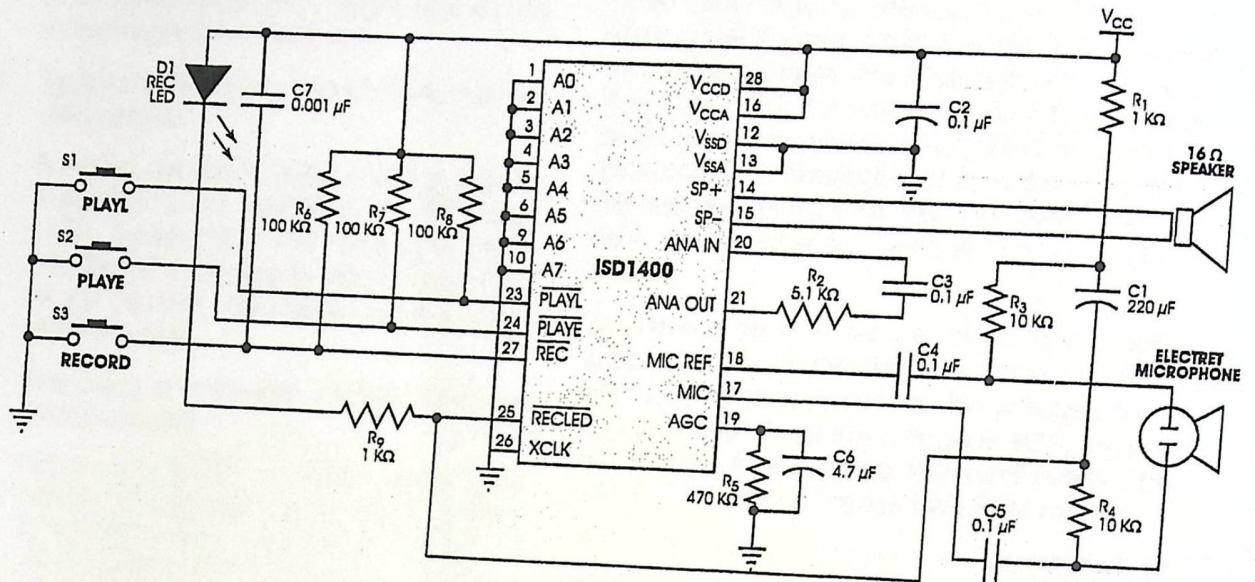 VCC
D1
REC
LED
C7
0.001 µF
1
A0
2
A1
3
A2
4
A3
5
A4
6
A5
9
A6
10
A7
23
PLAYL
24
PLAYE
27
REC
25
RECLED
26
XCLK
ISD1400
VCCD
28
VCCA
16
VSSD
12
VSSA
13
SP+
14
SP–
15
ANA IN
20
ANA OUT
21
MIC REF
18
MIC
17
AGC
19
C2
0.1 µF
R1
1 KΩ
16 Ω
SPEAKER
S1
PLAYL
S2
PLAYE
S3
RECORD
R6
100 KΩ
R7
100 KΩ
R8
100 KΩ
R2
5.1 KΩ
C3
0.1 µF
R3
10 KΩ
C1
220 µF
C4
0.1 µF
ELECTRET
MICROPHONE
R9
1 KΩ
R5
470 KΩ
C6
4.7 µF
C5
0.1 µF
R4
10 KΩ